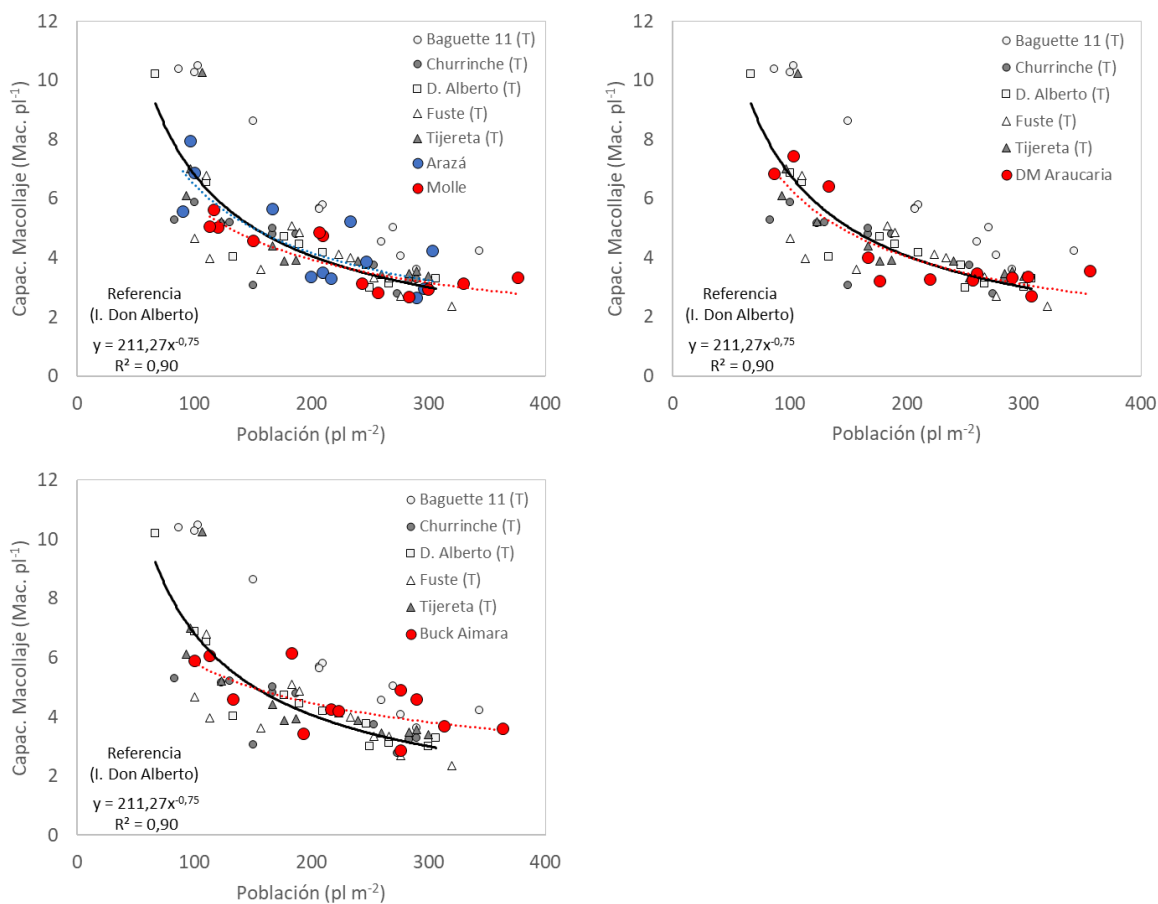 Capac. Macollaje (Mac. pl-1)
12
10
8
6
4
2
0
Baguette 11 (T)
Churrinche (T)
D. Alberto (T)
Fuste (T)
Tijereta (T)
Arazá
Molle
Referencia
(I. Don Alberto)
y = 211,27x-0,75
R² = 0,90
0 100 200 300 400
Población (pl m-2)
Capac. Macollaje (Mac. pl-1)
12
10
8
6
4
2
0
Baguette 11 (T)
Churrinche (T)
D. Alberto (T)
Fuste (T)
Tijereta (T)
DM Araucaria
Referencia
(I. Don Alberto)
y = 211,27x-0,75
R² = 0,90
0 100 200 300 400
Población (pl m-2)
Capac. Macollaje (Mac. pl-1)
12
10
8
6
4
2
0
Baguette 11 (T)
Churrinche (T)
D. Alberto (T)
Fuste (T)
Tijereta (T)
Buck Aimara
Referencia
(I. Don Alberto)
y = 211,27x-0,75
R² = 0,90
0 100 200 300 400
Población (pl m-2)